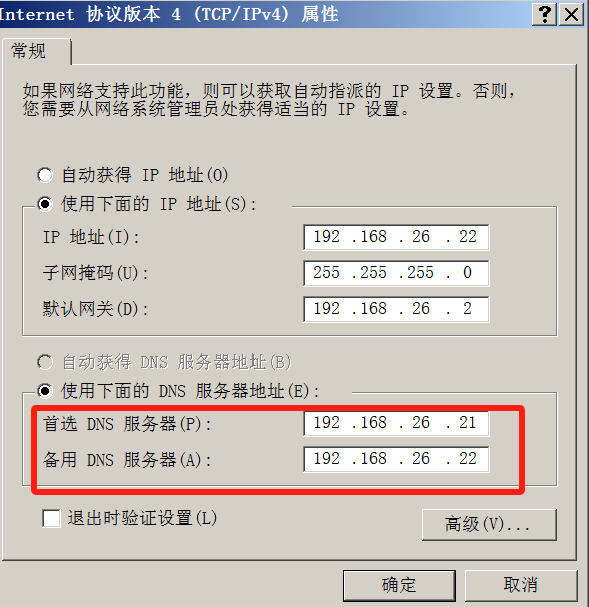 Internet 协议版本 4 (TCP/IPv4) 属性
常规
如果网络支持此功能，则可以获取自动指派的 IP 设置。否则，
您需要从网络系统管理员处获得适当的 IP 设置。
自动获得 IP 地址(O)
使用下面的 IP 地址(S):
IP 地址(I): 192 .168 . 26 . 22
子网掩码(U): 255 .255 .255 . 0
默认网关(D): 192 .168 . 26 . 2
自动获得 DNS 服务器地址(B)
使用下面的 DNS 服务器地址(E):
首选 DNS 服务器(P): 192 .168 . 26 . 21
备用 DNS 服务器(A): 192 .168 . 26 . 22
退出时验证设置(L)
高级(V)...
确定 取消